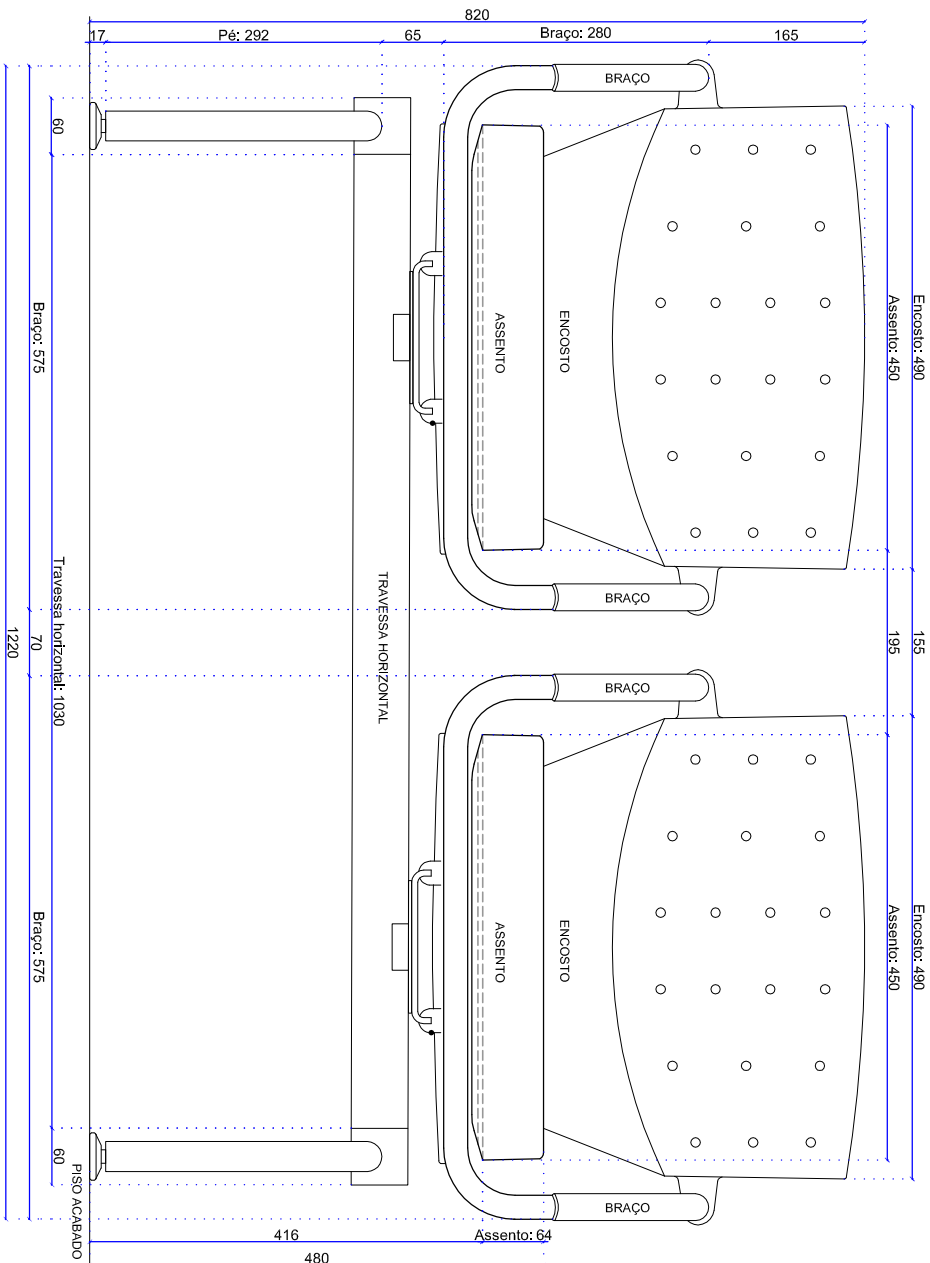 820
17
Pé: 292
65
Braço: 280
165
BRAÇO
60
Encosto: 490
Assento: 450
Braço: 575
ASSENTO
ENCOSTO
BRAÇO
TRAVESSA HORIZONTAL
Travessa horizontal: 1030
70
1220
155
195
BRAÇO
Encosto: 490
Assento: 450
Braço: 575
ASSENTO
ENCOSTO
60
PISO ACABADO
BRAÇO
416
Assento: 64
480